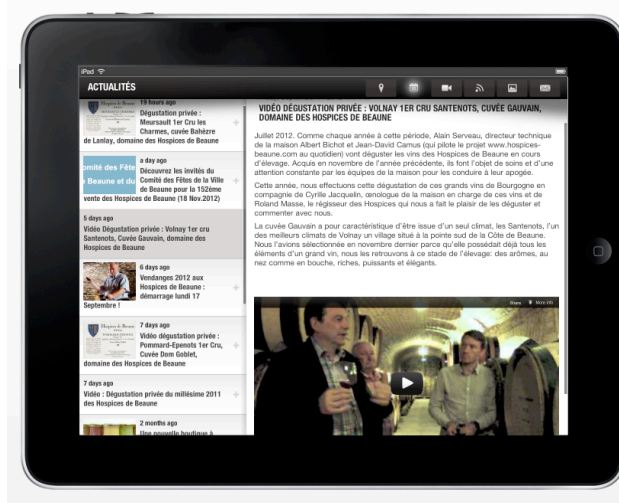 iPad
ACTUALITÉS
19 hours ago
Dégustation privée :
Meursault 1er Cru les
Charmes, cuvée Bahèzre
de Lanlay, domaine des Hospices de Beaune
Comité des Fête
Beaune et du
a day ago
Découvrez les invités du
Comité des Fêtes de la Ville
de Beaune pour la 152ème
vente des Hospices de Beaune (18 Nov.2012)
5 days ago
Vidéo Dégustation privée : Volnay 1er cru
Santenots, Cuvée Gauvain, domaine des
Hospices de Beaune
6 days ago
Vendanges 2012 aux
Hospices de Beaune :
démarrage lundi 17
Septembre !
7 days ago
Vidéo dégustation privée :
Pommard-Epenots 1er Cru,
Cuvée Dom Goblet,
domaine des Hospices de Beaune
7 days ago
Vidéo : Dégustation privée du millésime 2011
des Hospices de Beaune
2 months ago
Une nouvelle boutique à
VIDÉO DÉGUSTATION PRIVÉE : VOLNAY 1ER CRU SANTENOTS, CUVÉE GAUVAIN,
DOMAINE DES HOSPICES DE BEAUNE
Juillet 2012. Comme chaque année à cette période, Alain Serveau, directeur technique
de la maison Albert Bichot et Jean-David Camus (qui pilote le projet www.hospices-
beaune.com au quotidien) vont déguster les vins des Hospices de Beaune en cours
d'élevage. Acquis en novembre de l'année précédente, ils font l'objet de soins et d'une
attention constante par les équipes de la maison pour les conduire à leur apogée.
Cette année, nous effectuons cette dégustation de ces grands vins de Bourgogne en
compagnie de Cyrille Jacquelin, œnologue de la maison en charge de ces vins et de
Roland Masse, le régisseur des Hospices qui nous a fait le plaisir de les déguster et
commenter avec nous.
La cuvée Gauvain a pour caractéristique d'être issue d'un seul climat, les Santenots, l'un
des meilleurs climats de Volnay un village situé à la pointe sud de la Côte de Beaune.
Nous l'avions sélectionnée en novembre dernier parce qu'elle possédait déjà tous les
éléments d'un grand vin, nous les retrouvons à ce stade de l'élevage: des arômes, au
nez comme en bouche, riches, puissants et élégants.
Share
More info